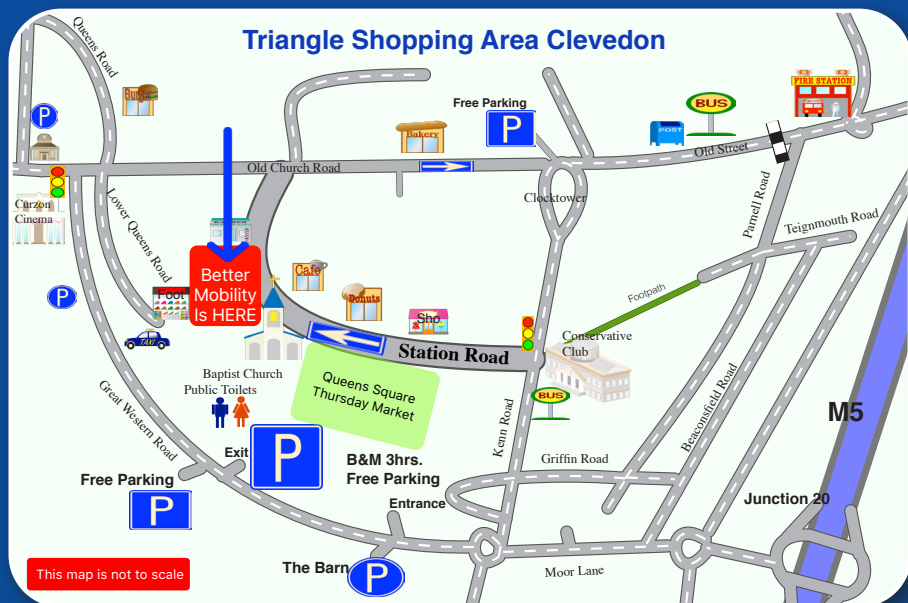 Triangle Shopping Area Clevedon
Queens Road
P
Burger
Free Parking
P
Bakery
POST
BUS
FIRE STATION
Old Street
Old Church Road
Curzon
Cinema
Lower Queens Road
Clocktower
Parnell Road
Teignmouth Road
Better
Mobility
Is HERE
P
Foot
TAXI
Cafe
Donuts
Sho
Station Road
Footpath
Conservative
Club
Baptist Church
Public Toilets
Queens Square
Thursday Market
BUS
Kenn Road
Beaconsfield Road
M5
Great Western Road
Exit
P
B&M 3hrs.
Free Parking
Griffin Road
Free Parking
P
Entrance
Junction 20
The Barn
P
Moor Lane
This map is not to scale